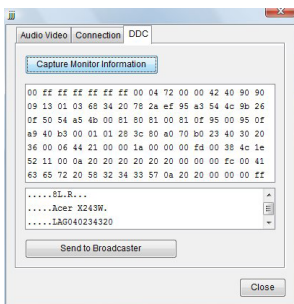 Audio Video
Connection
DDC
Capture Monitor Information
00 ff ff ff ff ff ff 00 04 72 00 00 42 40 90 90
09 13 01 03 68 34 20 78 2a ef 95 a3 54 4c 9b 26
0f 50 54 a5 4b 00 81 80 81 00 81 0f 95 00 95 0f
a9 40 b3 00 01 01 28 3c 80 a0 70 b0 23 40 30 20
36 00 06 44 21 00 00 1a 00 00 00 fd 00 38 4c 1e
52 11 00 0a 20 20 20 20 20 20 00 00 00 fc 00 41
63 65 72 20 58 32 34 33 57 0a 20 20 00 00 00 ff
.....8L.R...
.....Acer X243W.
.....LAG040234320
Send to Broadcaster
Close